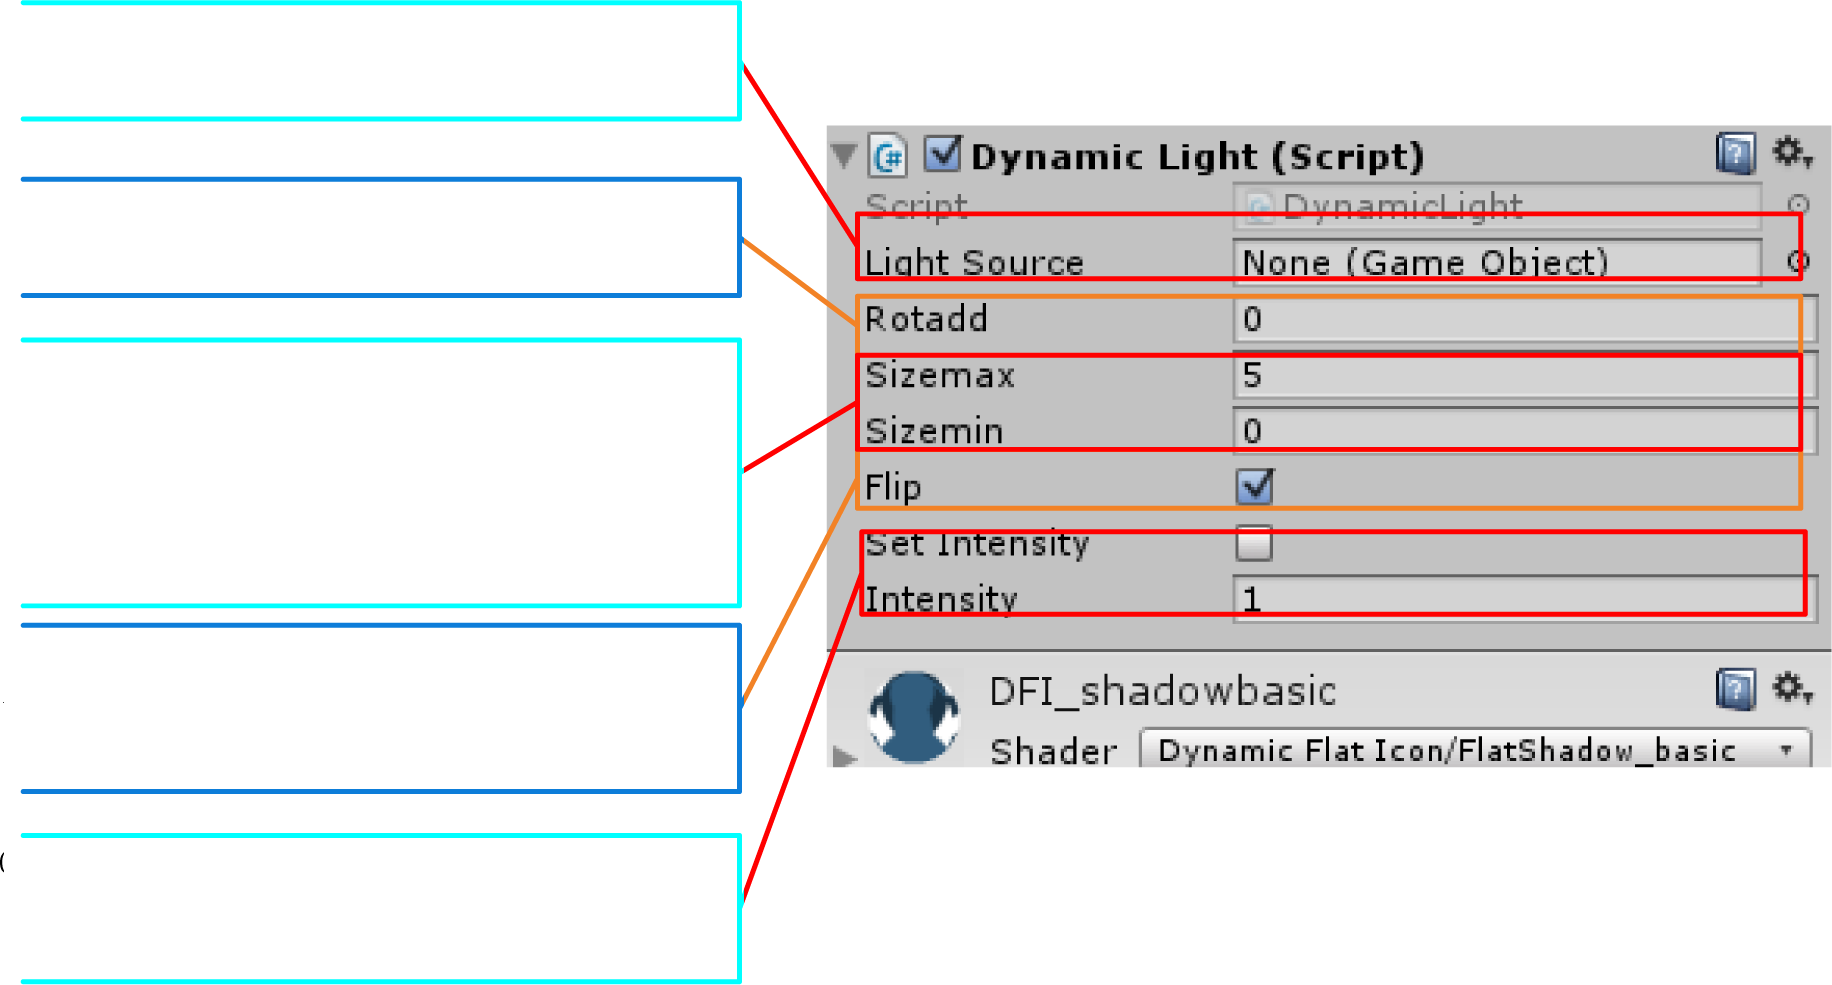 Dynamic Light (Script)
Script DynamicLight
Light Source None (Game Object)
Rotadd 0
Sizemax 5
Sizemin 0
Flip
Set Intensity
Intensity 1
DFI_shadowbasic
Shader Dynamic Flat Icon/FlatShadow_basic
(